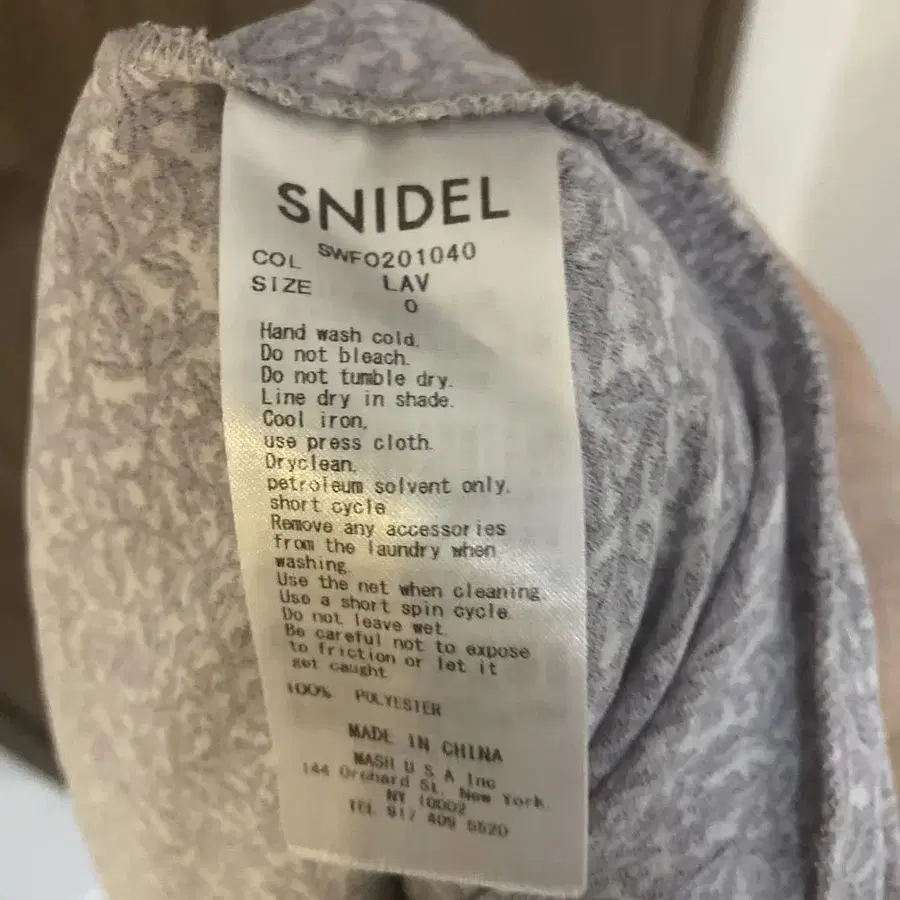 SNIDEL
SWFO201040
COL LAV
SIZE 0
Hand wash cold.
Do not bleach.
Do not tumble dry.
Line dry in shade.
Cool iron,
use press cloth.
Dryclean,
petroleum solvent only.
short cycle
Remove any accessories
from the laundry when
washing.
Use the net when cleaning.
Use a short spin cycle.
Do not leave wet.
Be careful not to expose
to friction or let it
get caught
100% POLYESTER
MADE IN CHINA
MASH U S A Inc
144 Orchard St. New York.
NY 10002
TEL 917 409 5520